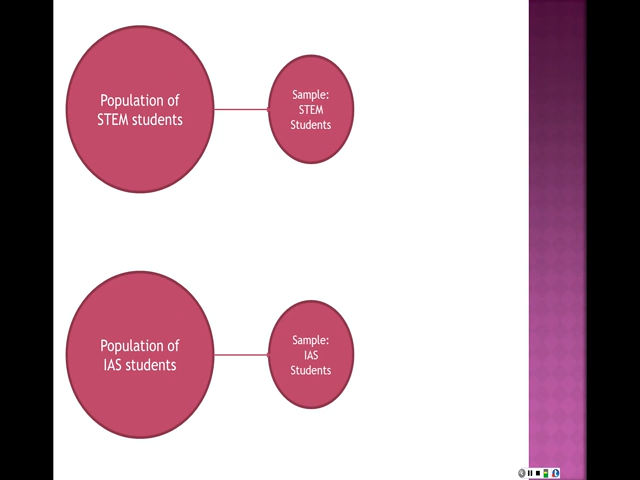 Population of
STEM students
Sample:
STEM
Students
Population of
IAS students
Sample:
IAS
Students